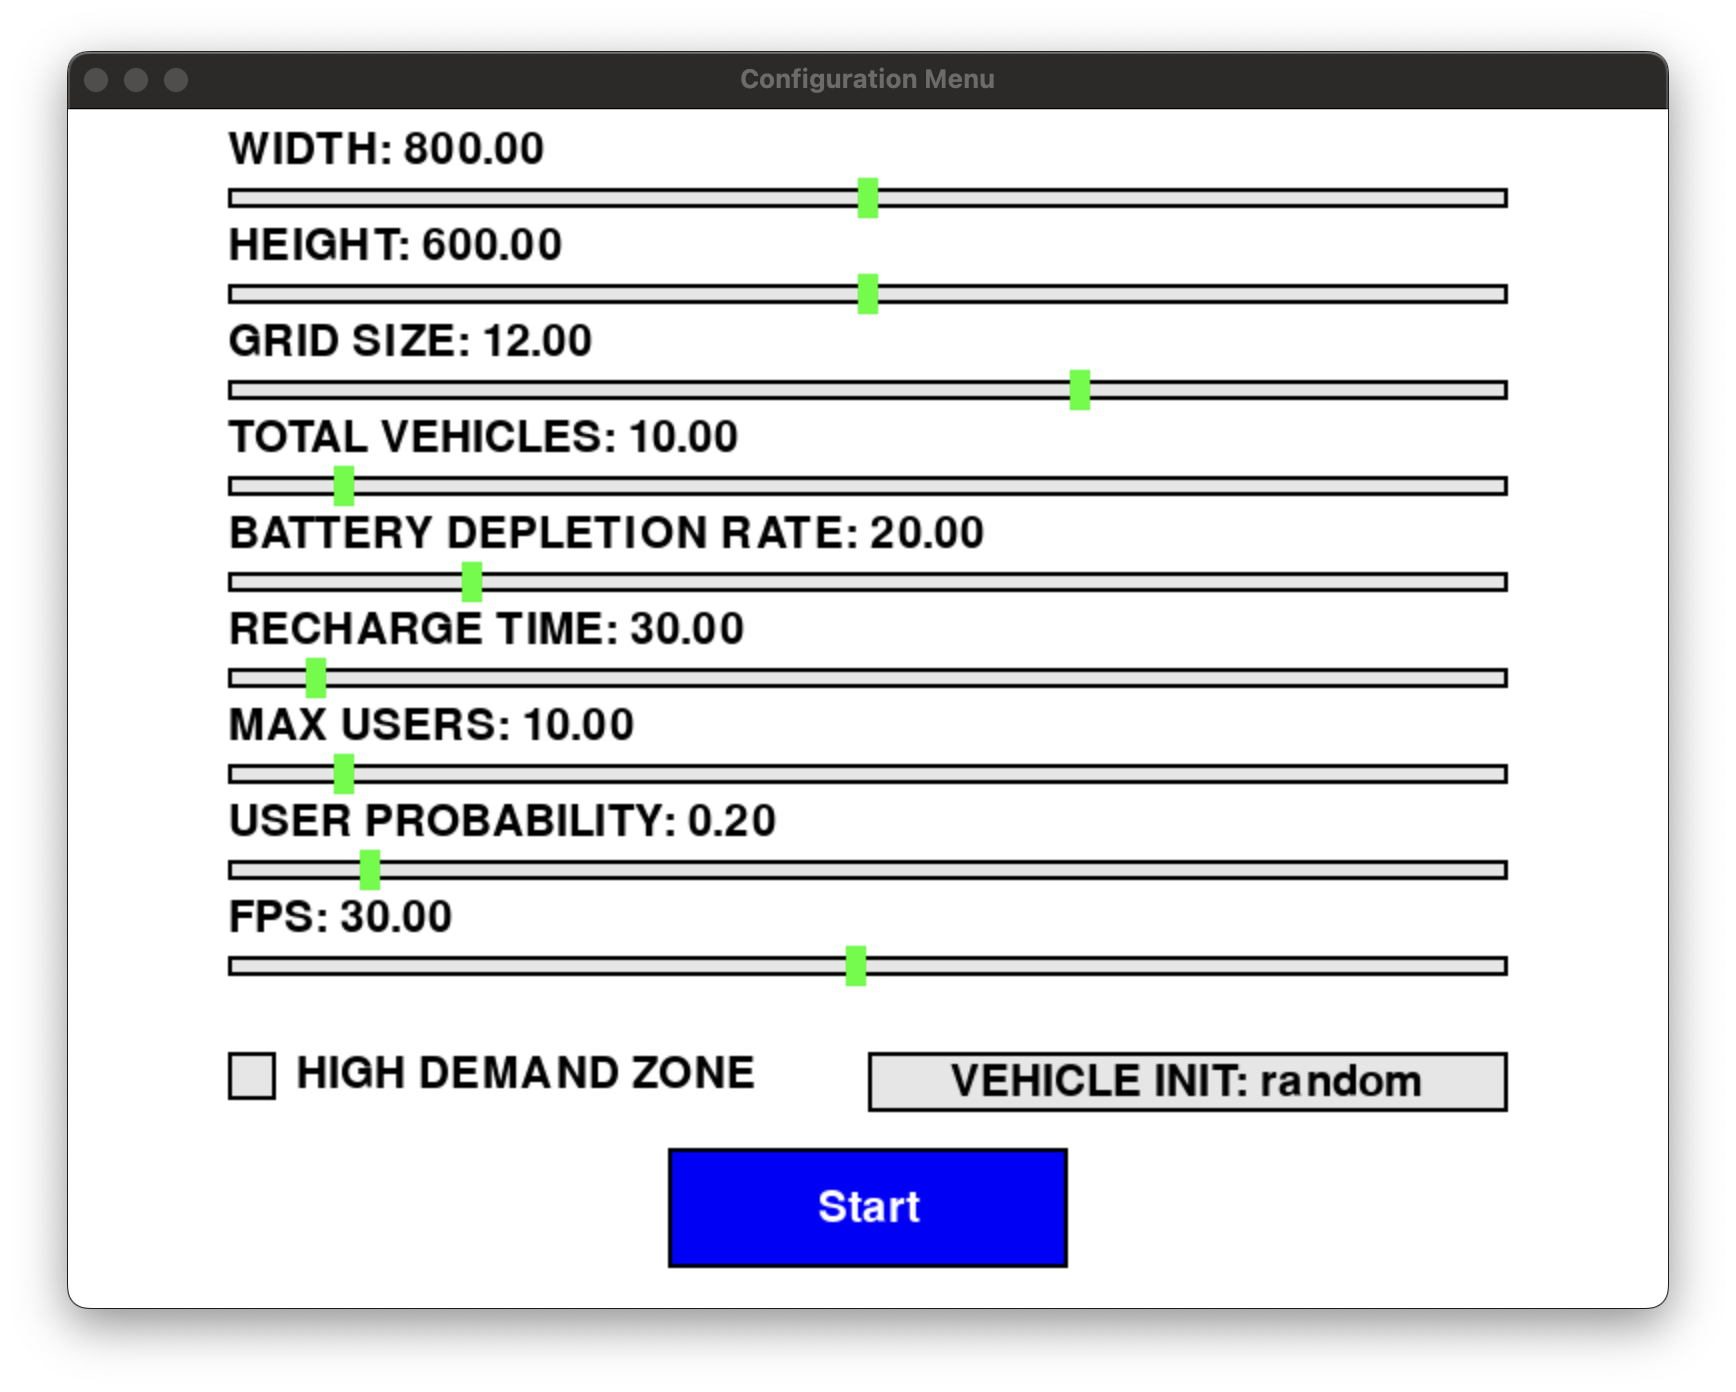 Configuration Menu
WIDTH: 800.00
HEIGHT: 600.00
GRID SIZE: 12.00
TOTAL VEHICLES: 10.00
BATTERY DEPLETION RATE: 20.00
RECHARGE TIME: 30.00
MAX USERS: 10.00
USER PROBABILITY: 0.20
FPS: 30.00
HIGH DEMAND ZONE
VEHICLE INIT: random
Start